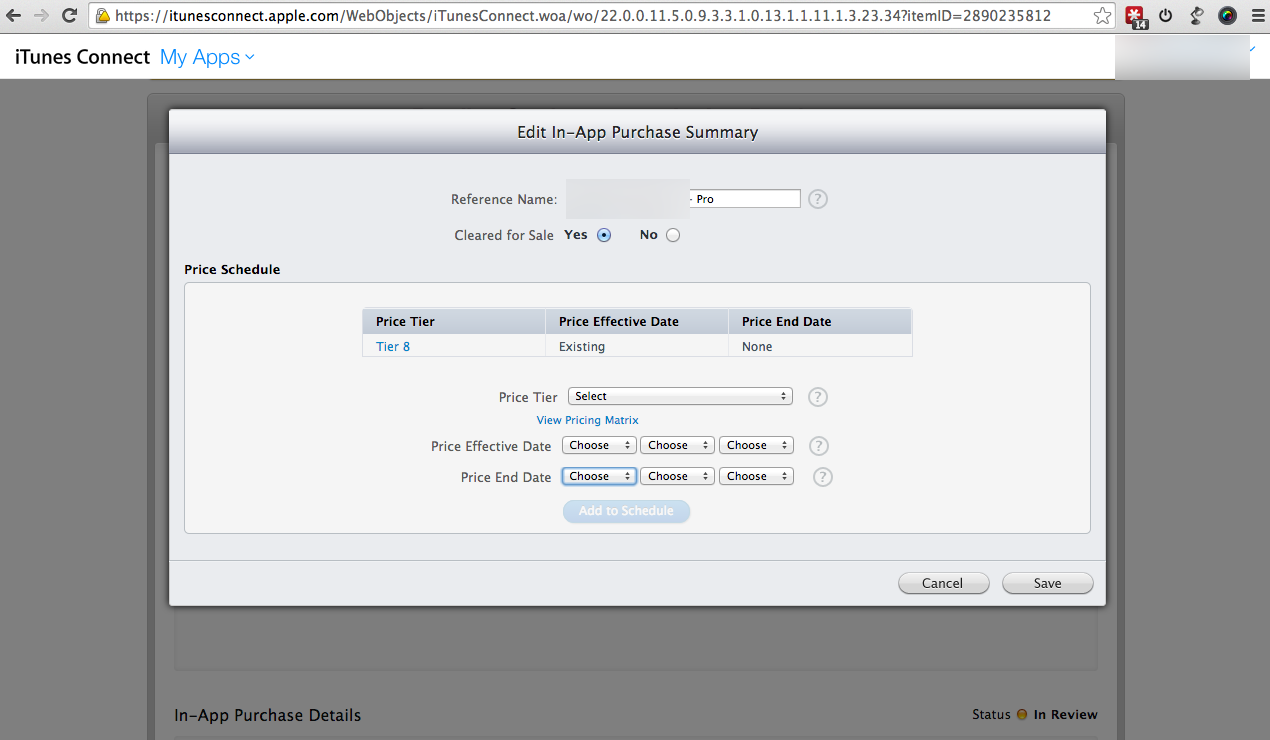 https://itunesconnect.apple.com/WebObjects/iTunesConnect.woa/wo/22.0.0.11.5.0.9.3.3.1.0.13.1.1.11.1.3.23.34?itemID=2890235812
14
iTunes Connect My Apps
Edit In-App Purchase Summary
Reference Name: - Pro ?
Cleared for Sale Yes No
Price Schedule
Price Tier Price Effective Date Price End Date
Tier 8 Existing None
Price Tier Select ?
View Pricing Matrix
Price Effective Date Choose Choose Choose ?
Price End Date Choose Choose Choose ?
Add to Schedule
Cancel Save
In-App Purchase Details Status In Review